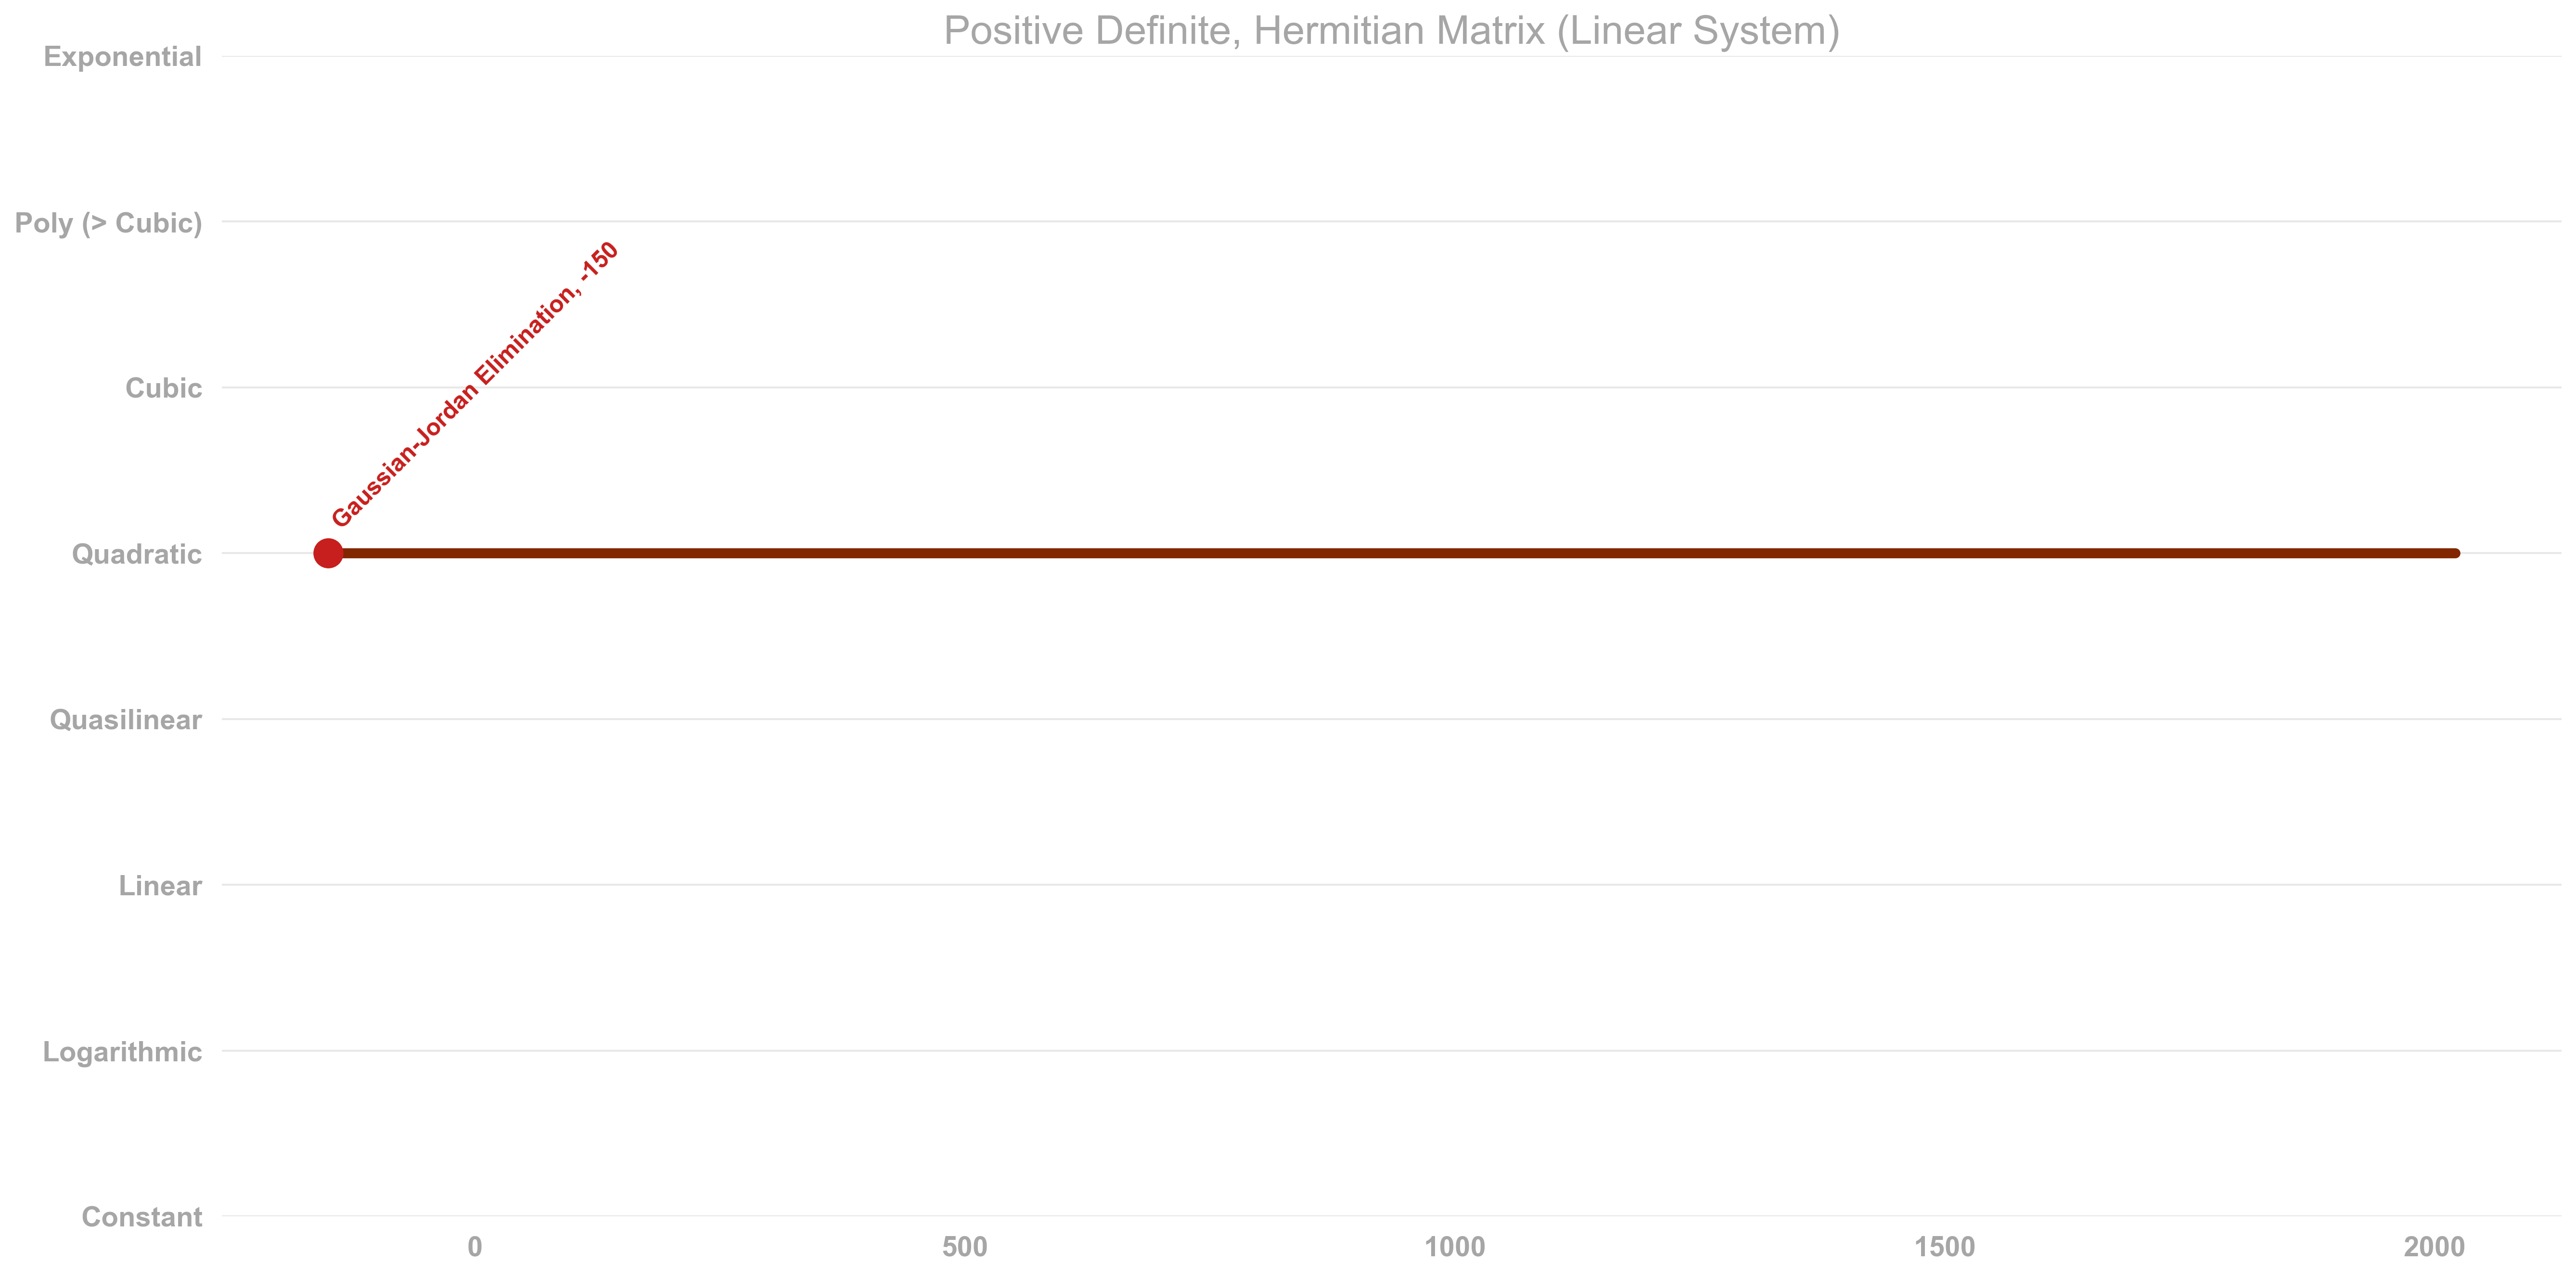 Positive Definite, Hermitian Matrix (Linear System)
Exponential
Poly (> Cubic)
Gaussian-Jordan Elimination, -150
Cubic
Quadratic
Quasilinear
Linear
Logarithmic
Constant
0 500 1000 1500 2000